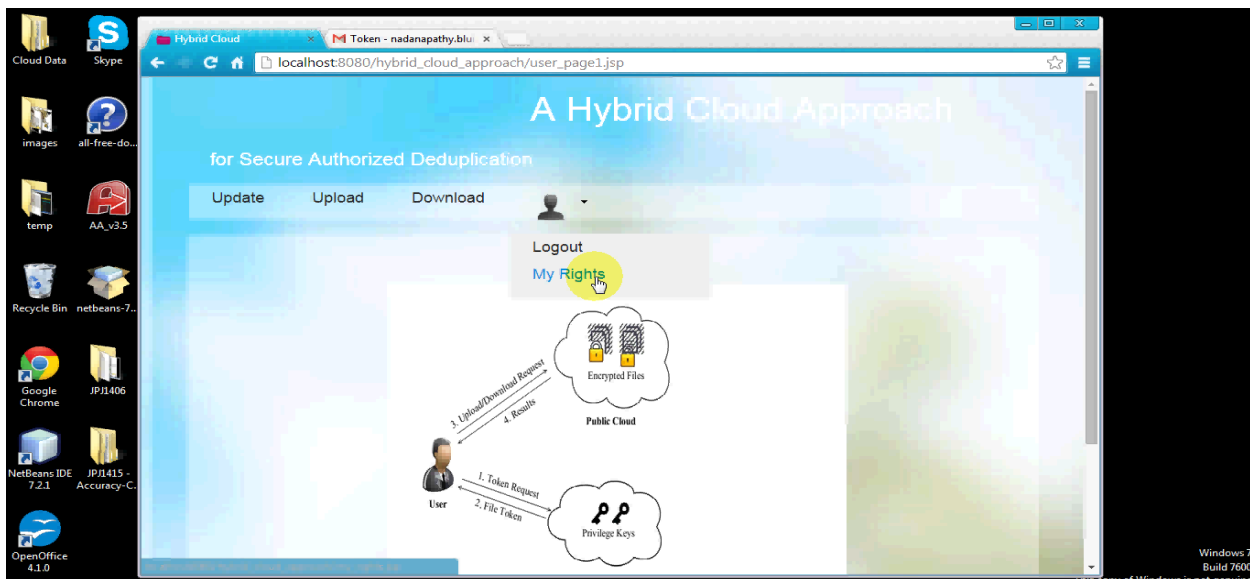 Cloud Data
Skype
images
all-free-do...
temp
AA_v3.5
Recycle Bin
netbeans-7...
Google Chrome
JPJ1406
NetBeans IDE 7.2.1
JPJ1415 - Accuracy-C...
OpenOffice 4.1.0
Hybrid Cloud
Token - nadanapathy.blu
localhost:8080/hybrid_cloud_approach/user_page1.jsp
A Hybrid Cloud Approach
for Secure Authorized Deduplication
Update
Upload
Download
Logout
My Rights
Encrypted Files
Public Cloud
3. Upload/Download Request
4. Results
User
1. Token Request
2. File Token
Privilege Keys
Windows 7
Build 7600